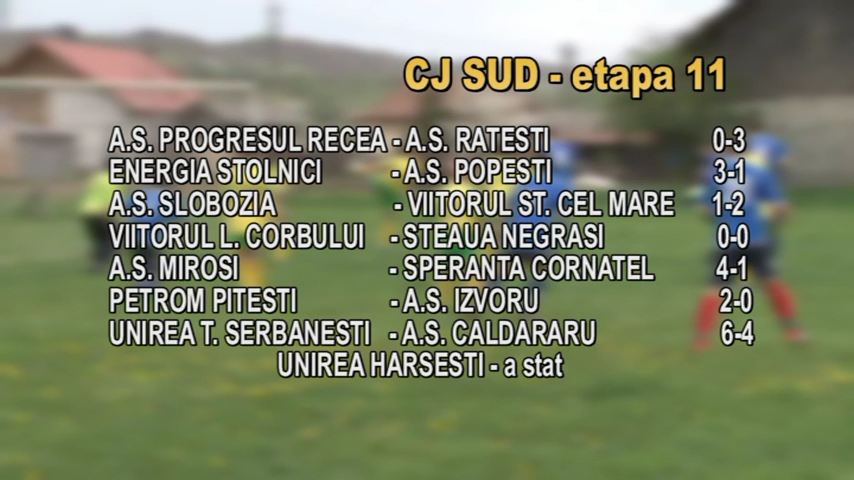 CJ SUD - etapa 11
A.S. PROGRESUL RECEA - A.S. RATESTI 0-3
ENERGIA STOLNICI - A.S. POPESTI 3-1
A.S. SLOBOZIA - VIITORUL ST. CEL MARE 1-2
VIITORUL L. CORBULUI - STEAUA NEGRASI 0-0
A.S. MIROSI - SPERANTA CORNATEL 4-1
PETROM PITESTI - A.S. IZVORU 2-0
UNIREA T. SERBANESTI - A.S. CALDARARU 6-4
UNIREA HARSESTI - a stat